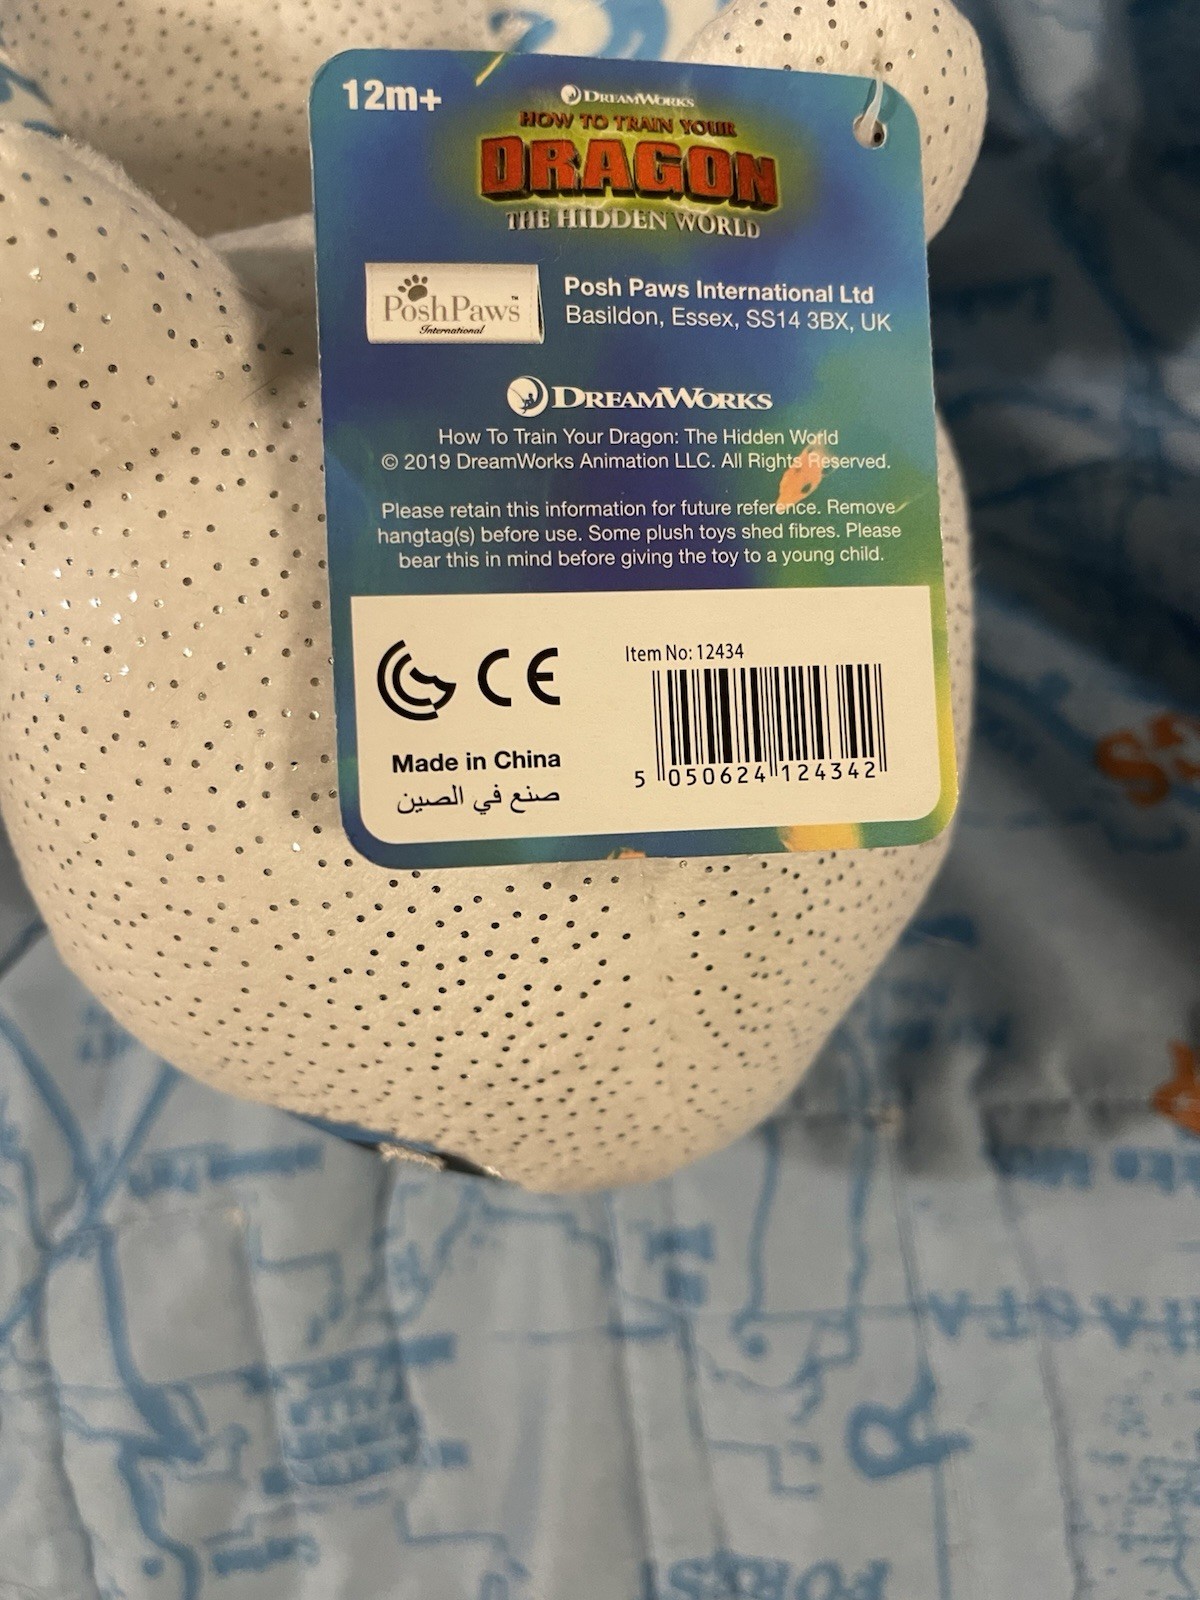 12m+
DREAMWORKS
HOW TO TRAIN YOUR
DRAGON
THE HIDDEN WORLD
PoshPaws™
International
Posh Paws International Ltd
Basildon, Essex, SS14 3BX, UK
DREAMWORKS
How To Train Your Dragon: The Hidden World
© 2019 DreamWorks Animation LLC. All Rights Reserved.
Please retain this information for future reference. Remove
hangtag(s) before use. Some plush toys shed fibres. Please
bear this in mind before giving the toy to a young child.
CE
Item No: 12434
5 050624 124342
Made in China
صنع في الصين